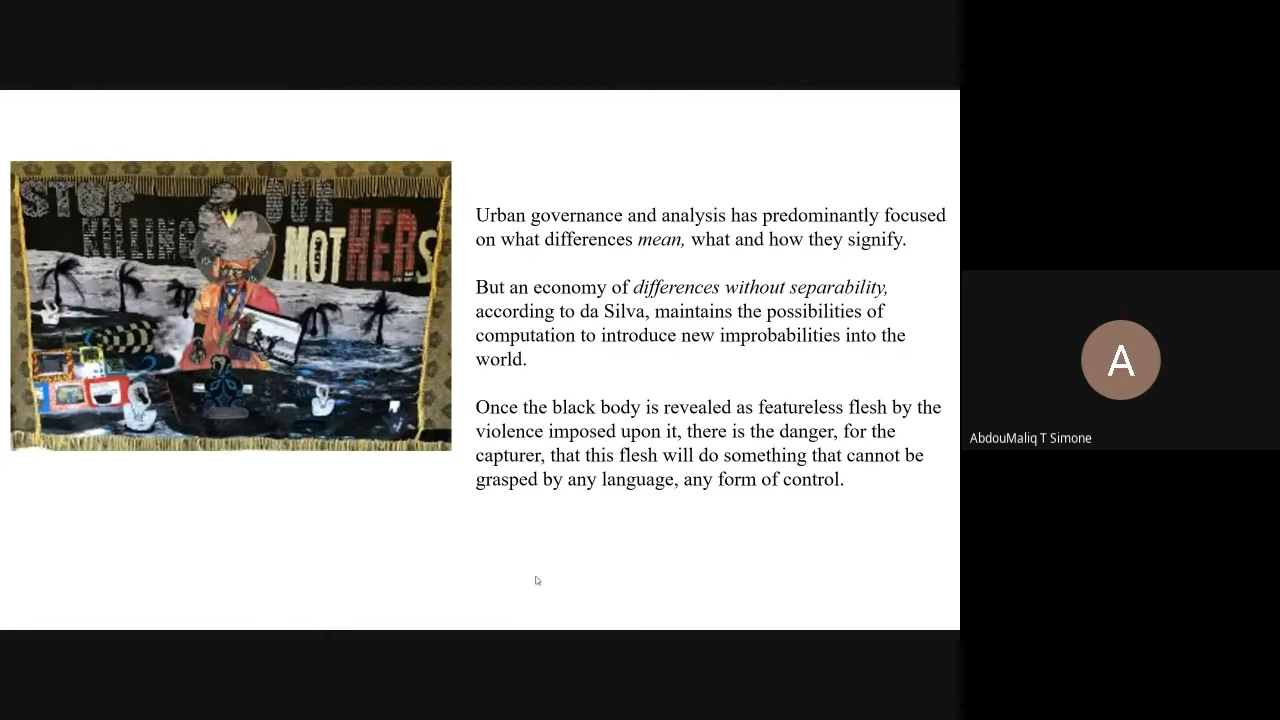 STOP OUR
KILLING
MOTHERS
Urban governance and analysis has predominantly focused
on what differences mean, what and how they signify.
But an economy of differences without separability,
according to da Silva, maintains the possibilities of
computation to introduce new improbabilities into the
world.
Once the black body is revealed as featureless flesh by the
violence imposed upon it, there is the danger, for the
capturer, that this flesh will do something that cannot be
grasped by any language, any form of control.
A
AbdouMaliq T Simone